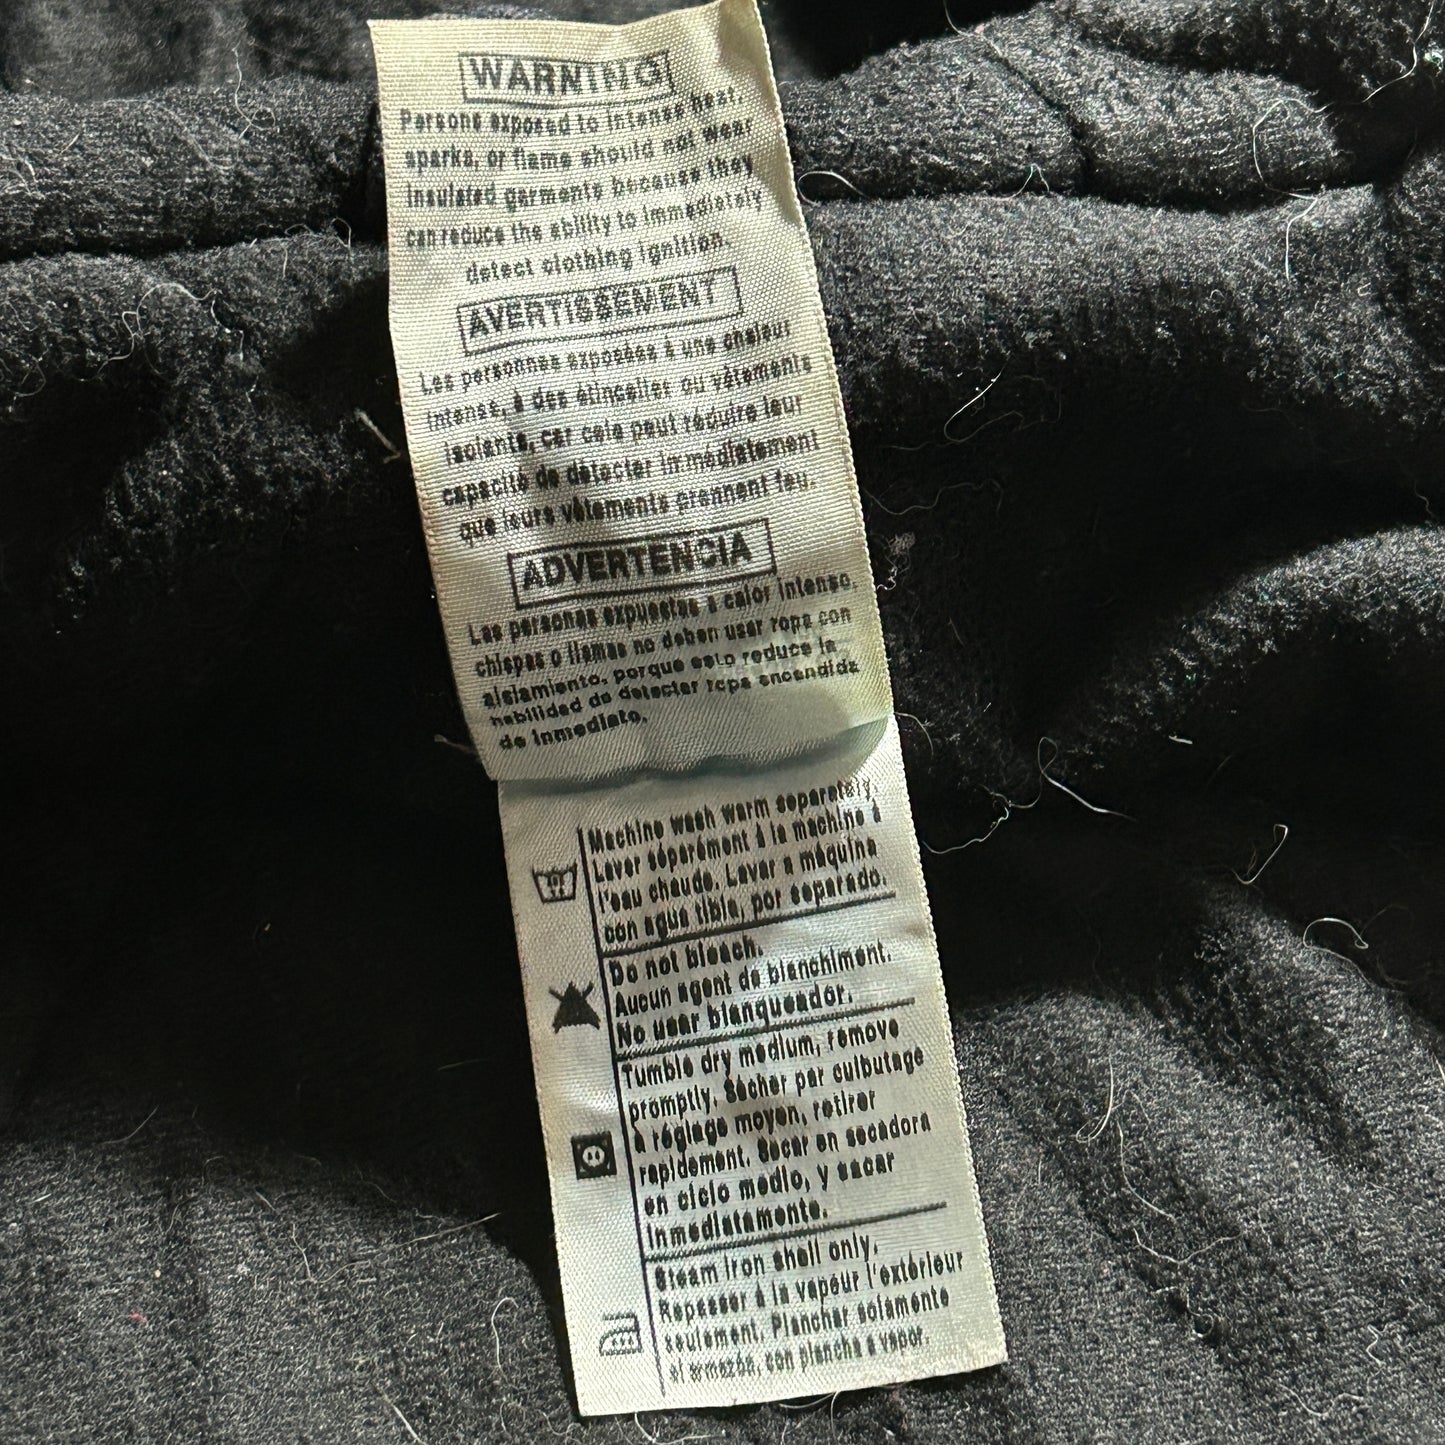 WARNING
Persons exposed to intense heat,
sparks, or flame should not wear
insulated garments because they
can reduce the ability to immediately
detect clothing ignition.
AVERTISSEMENT
Les personnes exposées à une chaleur
intense, à des étincelles ou vêtements
isolants, car cela peut réduire leur
capacité de détecter immediatement
que leurs vêtements prennent feu.
ADVERTENCIA
Las personas expuestas a calor intenso,
chispas o llamas no deben usar ropa con
aislamiento, porque esto reduce la
habilidad de detectar ropa encendida
de inmediato.
Machine wash warm separately.
Laver séparément à la machine à
l'eau chaude. Lavar a máquina
con agua tibia, por separado.
Do not bleach.
Aucun agent de blanchiment.
No usar blanqueador.
Tumble dry medium, remove
promptly. Sécher par culbutage
à réglage moyen, retirer
rapidement. Secar en secadora
en ciclo medio, y sacar
inmediatamente.
Steam iron shell only.
Repasser à la vapeur l'extérieur
seulement. Planchar solamente
el armazón, con plancha a vapor.